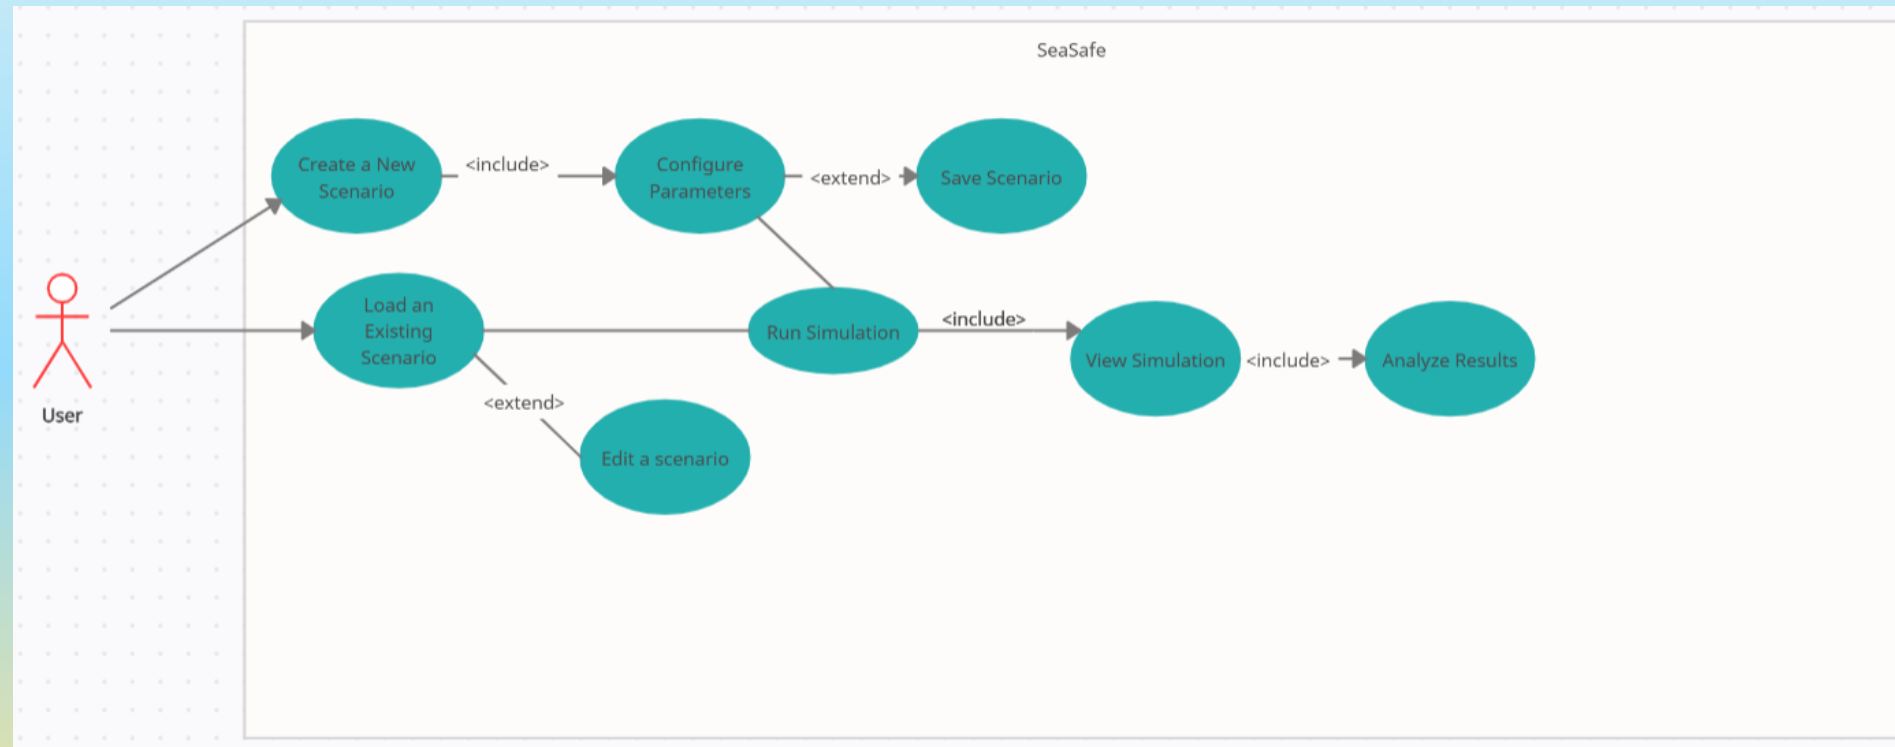 SeaSafe
Create a New
Scenario
<include>
Configure
Parameters
<extend>
Save Scenario
Load an
Existing
Scenario
Run Simulation
<include>
View Simulation
<include>
Analyze Results
<extend>
Edit a scenario
User